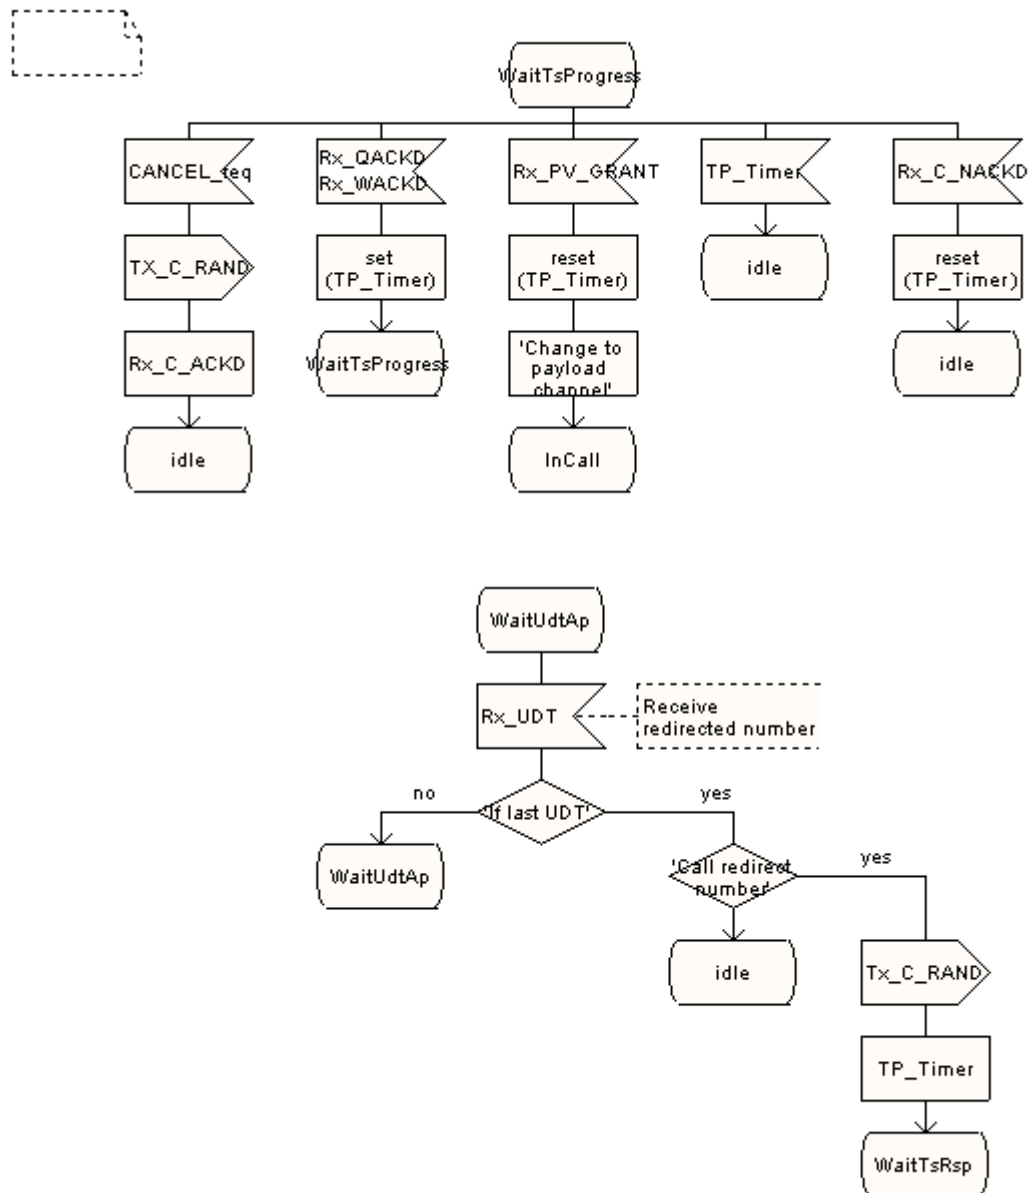 WaitTsProgress
CANCEL_req
Rx_QACKD
Rx_WACKD
Rx_PV_GRANT
TP_Timer
Rx_C_NACKD
TX_C_RAND
set
(TP_Timer)
reset
(TP_Timer)
idle
reset
(TP_Timer)
Rx_C_ACKD
WaitTsProgress
'Change to
payload
channel'
idle
idle
InCall
WaitUdtAp
Rx_UDT
Receive
redirected number
no
'If last UDT'
yes
WaitUdtAp
'Call redirect
number'
yes
idle
Tx_C_RAND
TP_Timer
WaitTsRsp